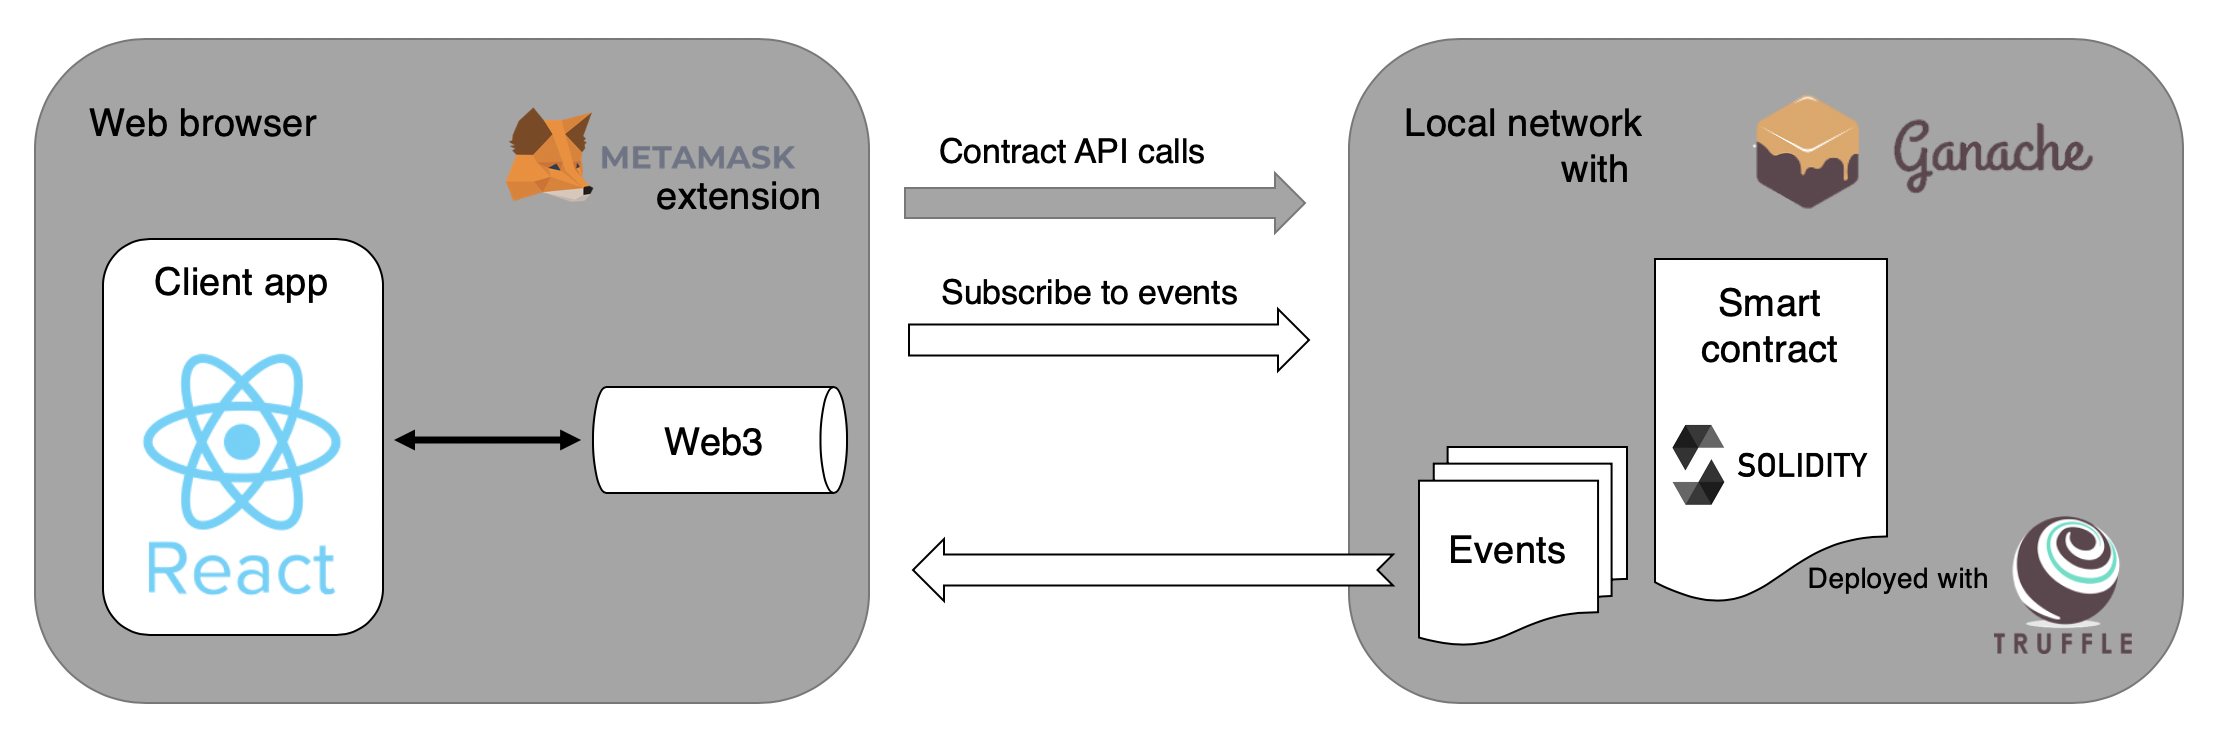 Web browser
METAMASK
extension
Client app
React
Web3
Contract API calls
Subscribe to events
Local network
with
Ganache
Smart
contract
SOLIDITY
Events
Deployed with
TRUFFLE